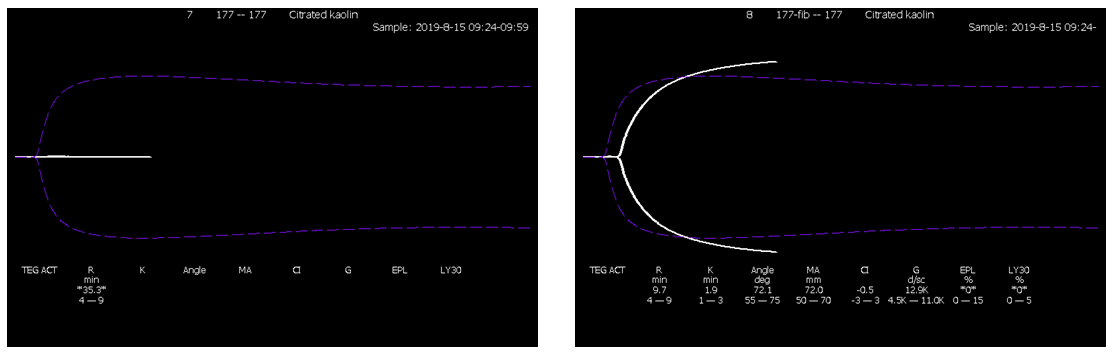 7 177 -- 177 Citrated kaolin
Sample: 2019-8-15 09:24-09:59
TEG ACT R K Angle MA CI G EPL LY30
min
*35.3*
4 — 9
8 177-fib -- 177 Citrated kaolin
Sample: 2019-8-15 09:24-
TEG ACT R K Angle MA CI G EPL LY30
min min deg mm d/sc % %
9.7 1.9 72.1 72.0 -0.5 12.9K *0* *0*
4 — 9 1 — 3 55 — 75 50 — 70 -3 — 3 4.5K — 11.0K 0 — 15 0 — 5